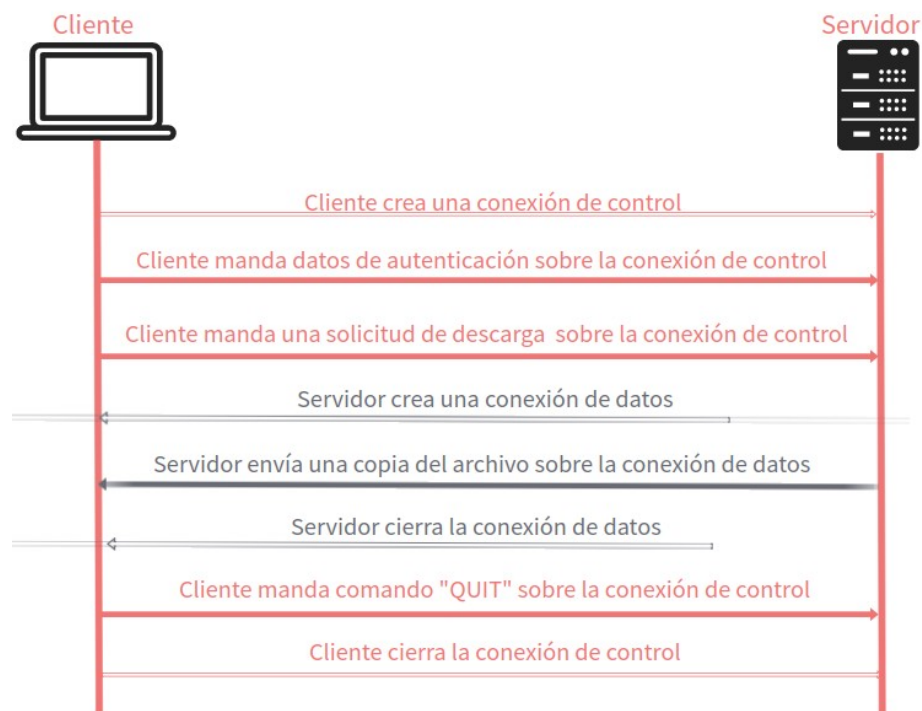 Cliente
Servidor
Cliente crea una conexión de control
Cliente manda datos de autenticación sobre la conexión de control
Cliente manda una solicitud de descarga sobre la conexión de control
Servidor crea una conexión de datos
Servidor envía una copia del archivo sobre la conexión de datos
Servidor cierra la conexión de datos
Cliente manda comando "QUIT" sobre la conexión de control
Cliente cierra la conexión de control